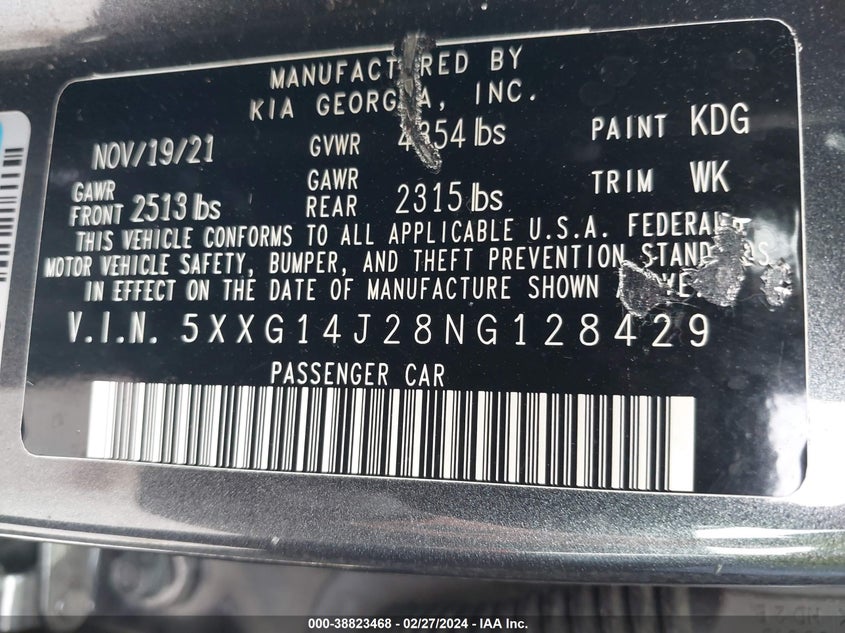 MANUFACTURED BY
KIA GEORGIA, INC.
NOV/19/21 GVWR 4354 lbs PAINT KDG
GAWR FRONT 2513 lbs GAWR REAR 2315 lbs TRIM WK
THIS VEHICLE CONFORMS TO ALL APPLICABLE U.S.A. FEDERAL
MOTOR VEHICLE SAFETY, BUMPER, AND THEFT PREVENTION STANDARDS
IN EFFECT ON THE DATE OF MANUFACTURE SHOWN
V.I.N. 5XXG14J28NG128429
PASSENGER CAR
000-38823468 - 02/27/2024 - IAA Inc.